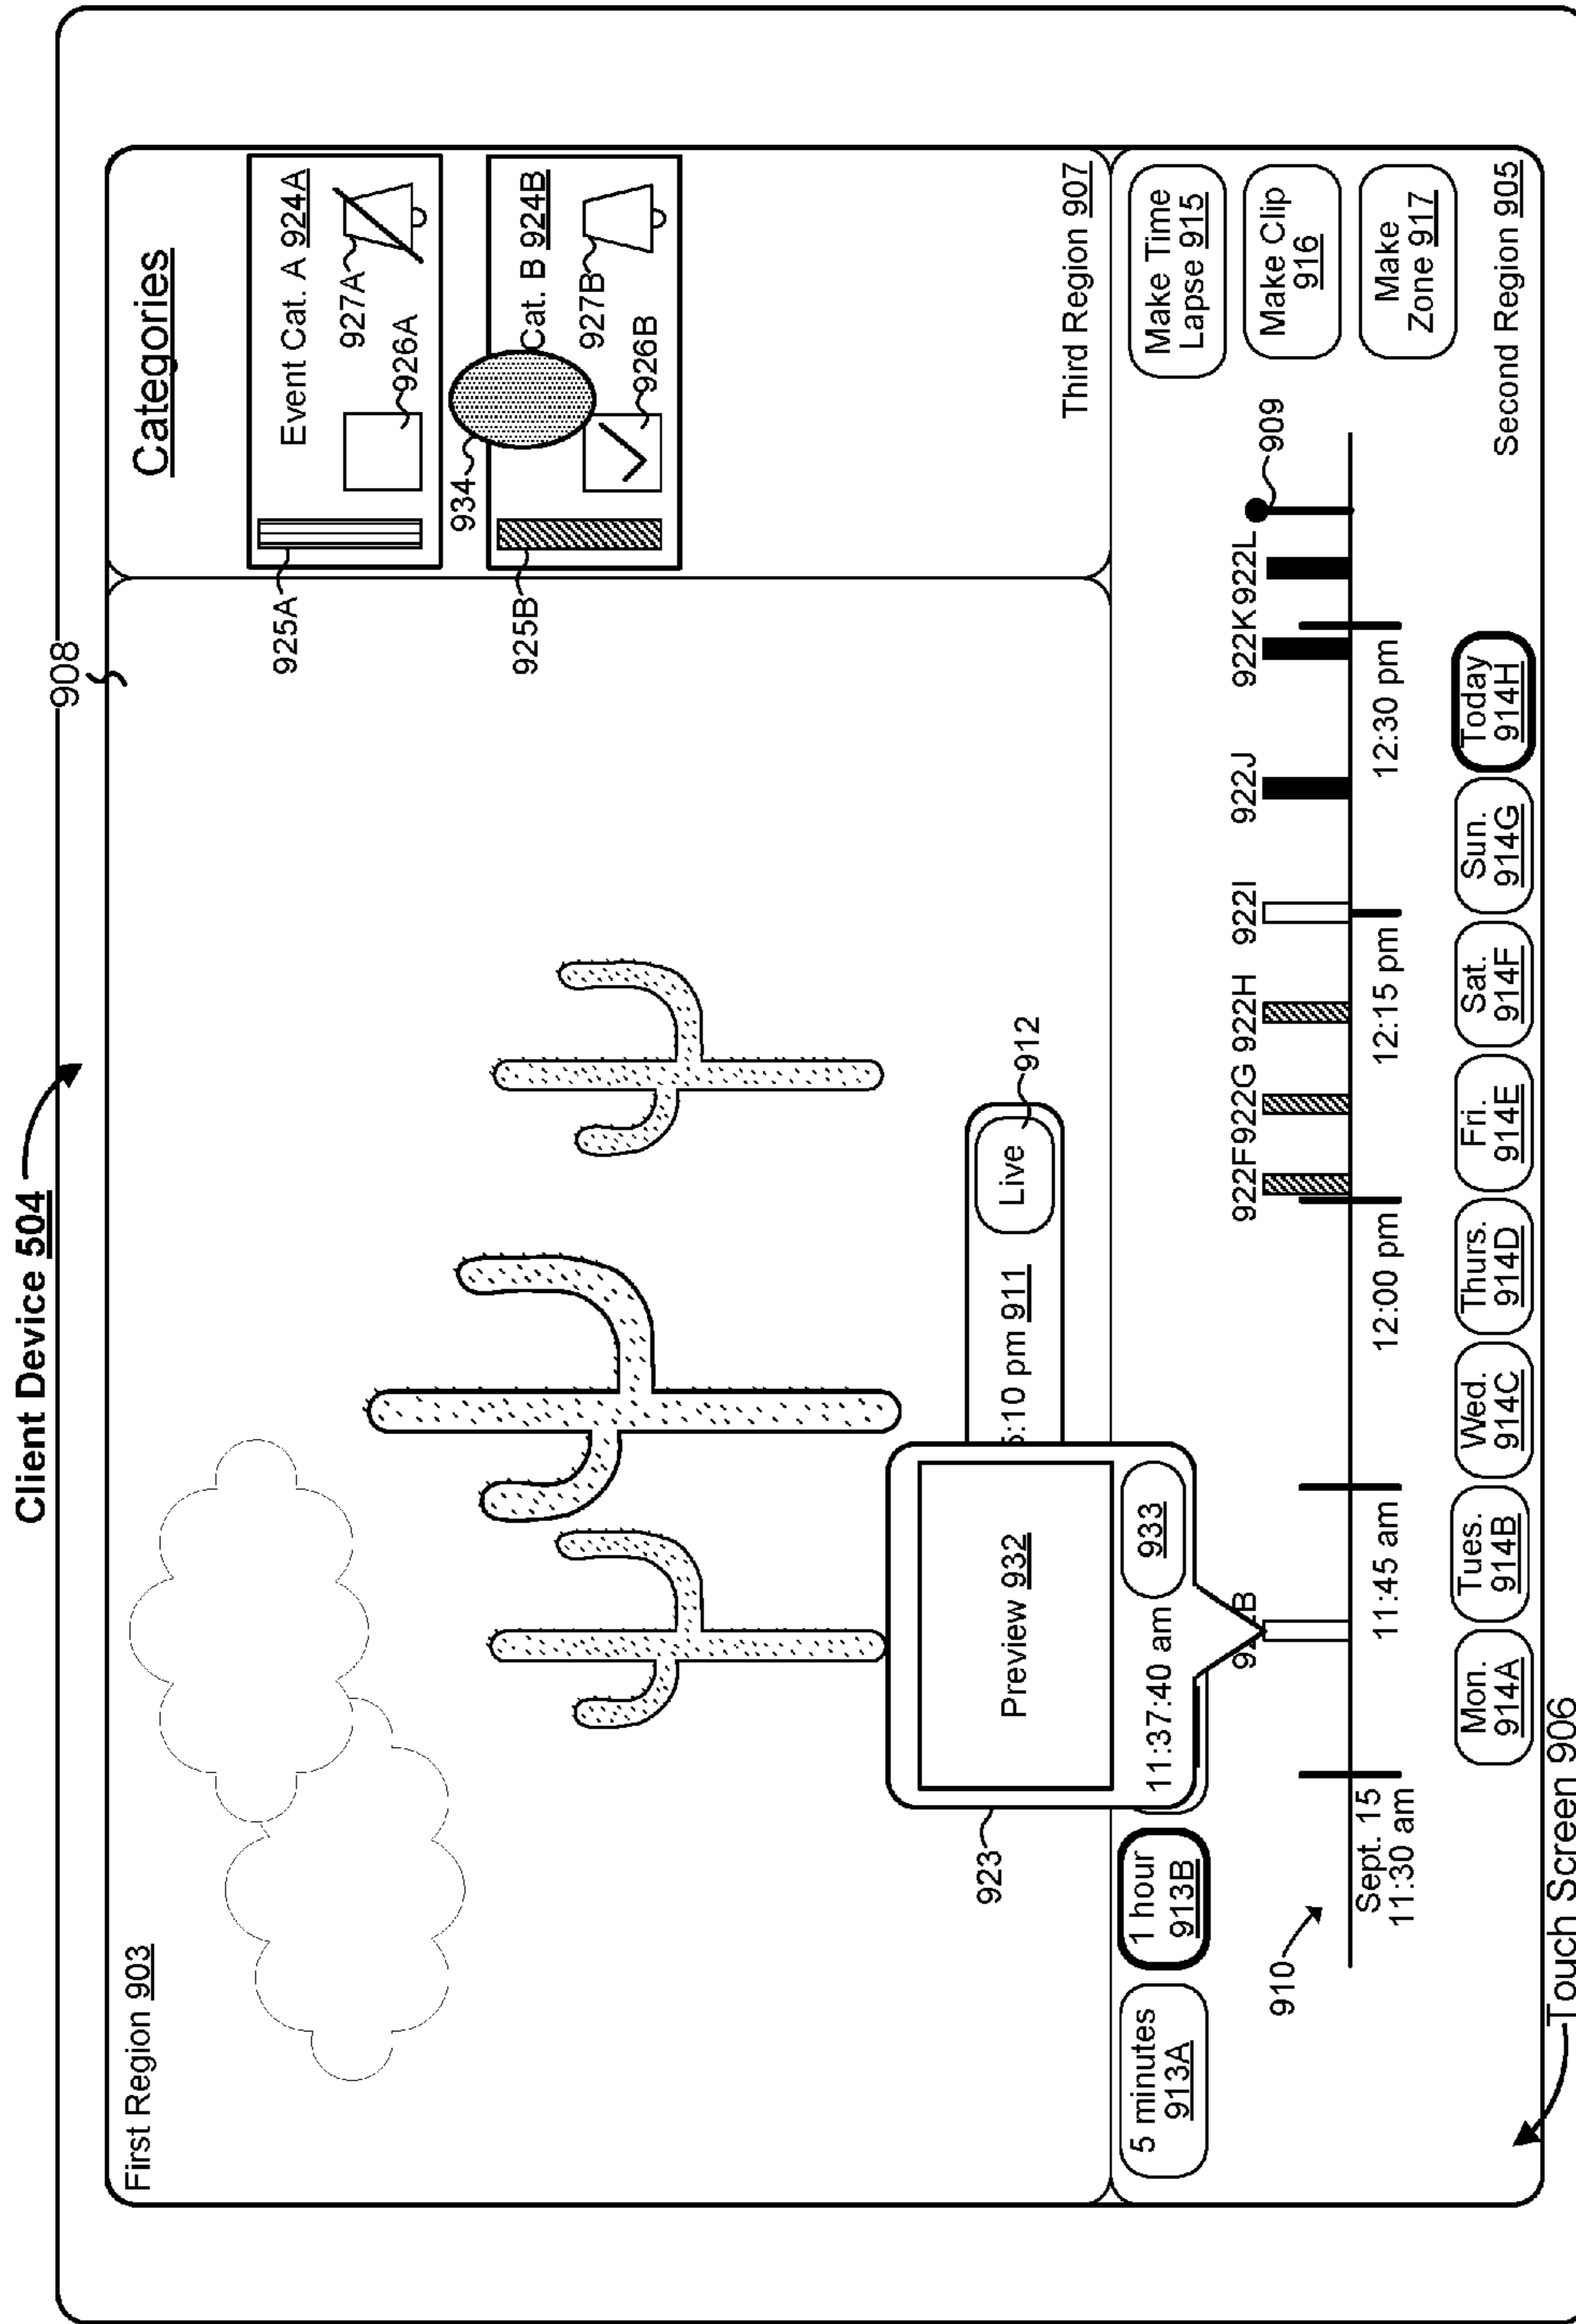 Client Device 504
908
First Region 903
Categories
Event Cat. A 924A
927A
926A
925A
934
Cat. B 924B
927B
926B
925B
Third Region 907
Live
912
:10 pm 911
923
Preview 932
11:37:40 am
933
5 minutes
913A
1 hour
913B
Make Time
Lapse 915
Make Clip
916
Make
Zone 917
910
922F
922G
922H
922I
922J
922K
922L
909
Sept. 15
11:30 am
11:45 am
12:00 pm
12:15 pm
12:30 pm
Mon.
914A
Tues.
914B
Wed.
914C
Thurs.
914D
Fri.
914E
Sat.
914F
Sun.
914G
Today
914H
Second Region 905
Touch Screen 906